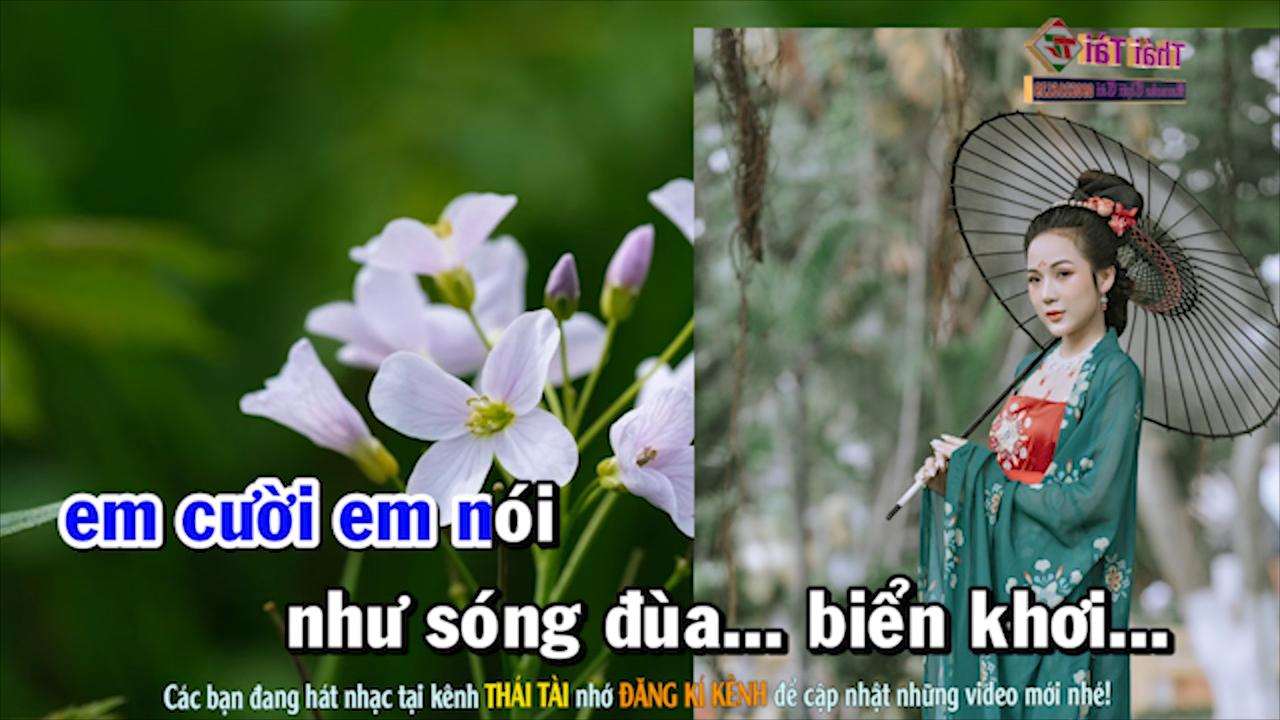 Thái Tài
em cười em nói
như sóng đùa... biển khơi...
Các bạn đang hát nhạc tại kênh THÁI TÀI nhớ ĐĂNG KÍ KÊNH để cập nhật những video mới nhé!